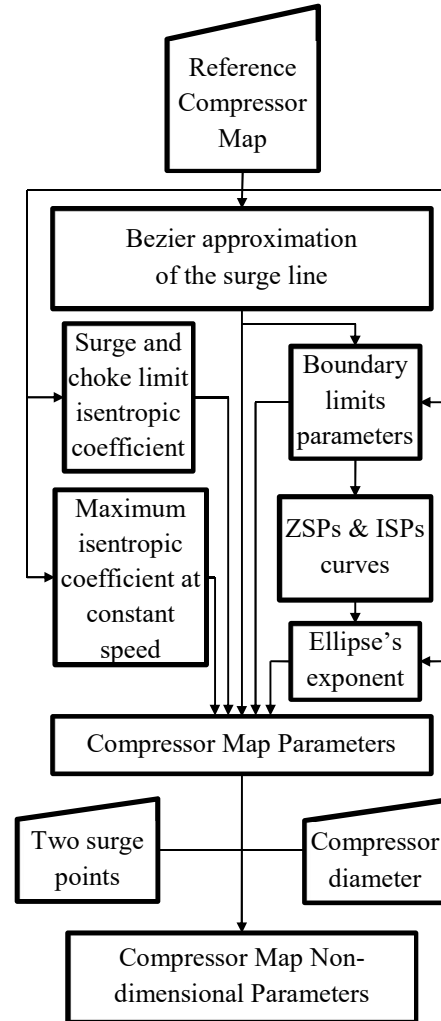 Reference
Compressor
Map
Bezier approximation
of the surge line
Surge and
choke limit
isentropic
coefficient
Boundary
limits
parameters
Maximum
isentropic
coefficient at
constant
speed
ZSPs & ISPs
curves
Ellipse’s
exponent
Compressor Map Parameters
Two surge
points
Compressor
diameter
Compressor Map Non-
dimensional Parameters